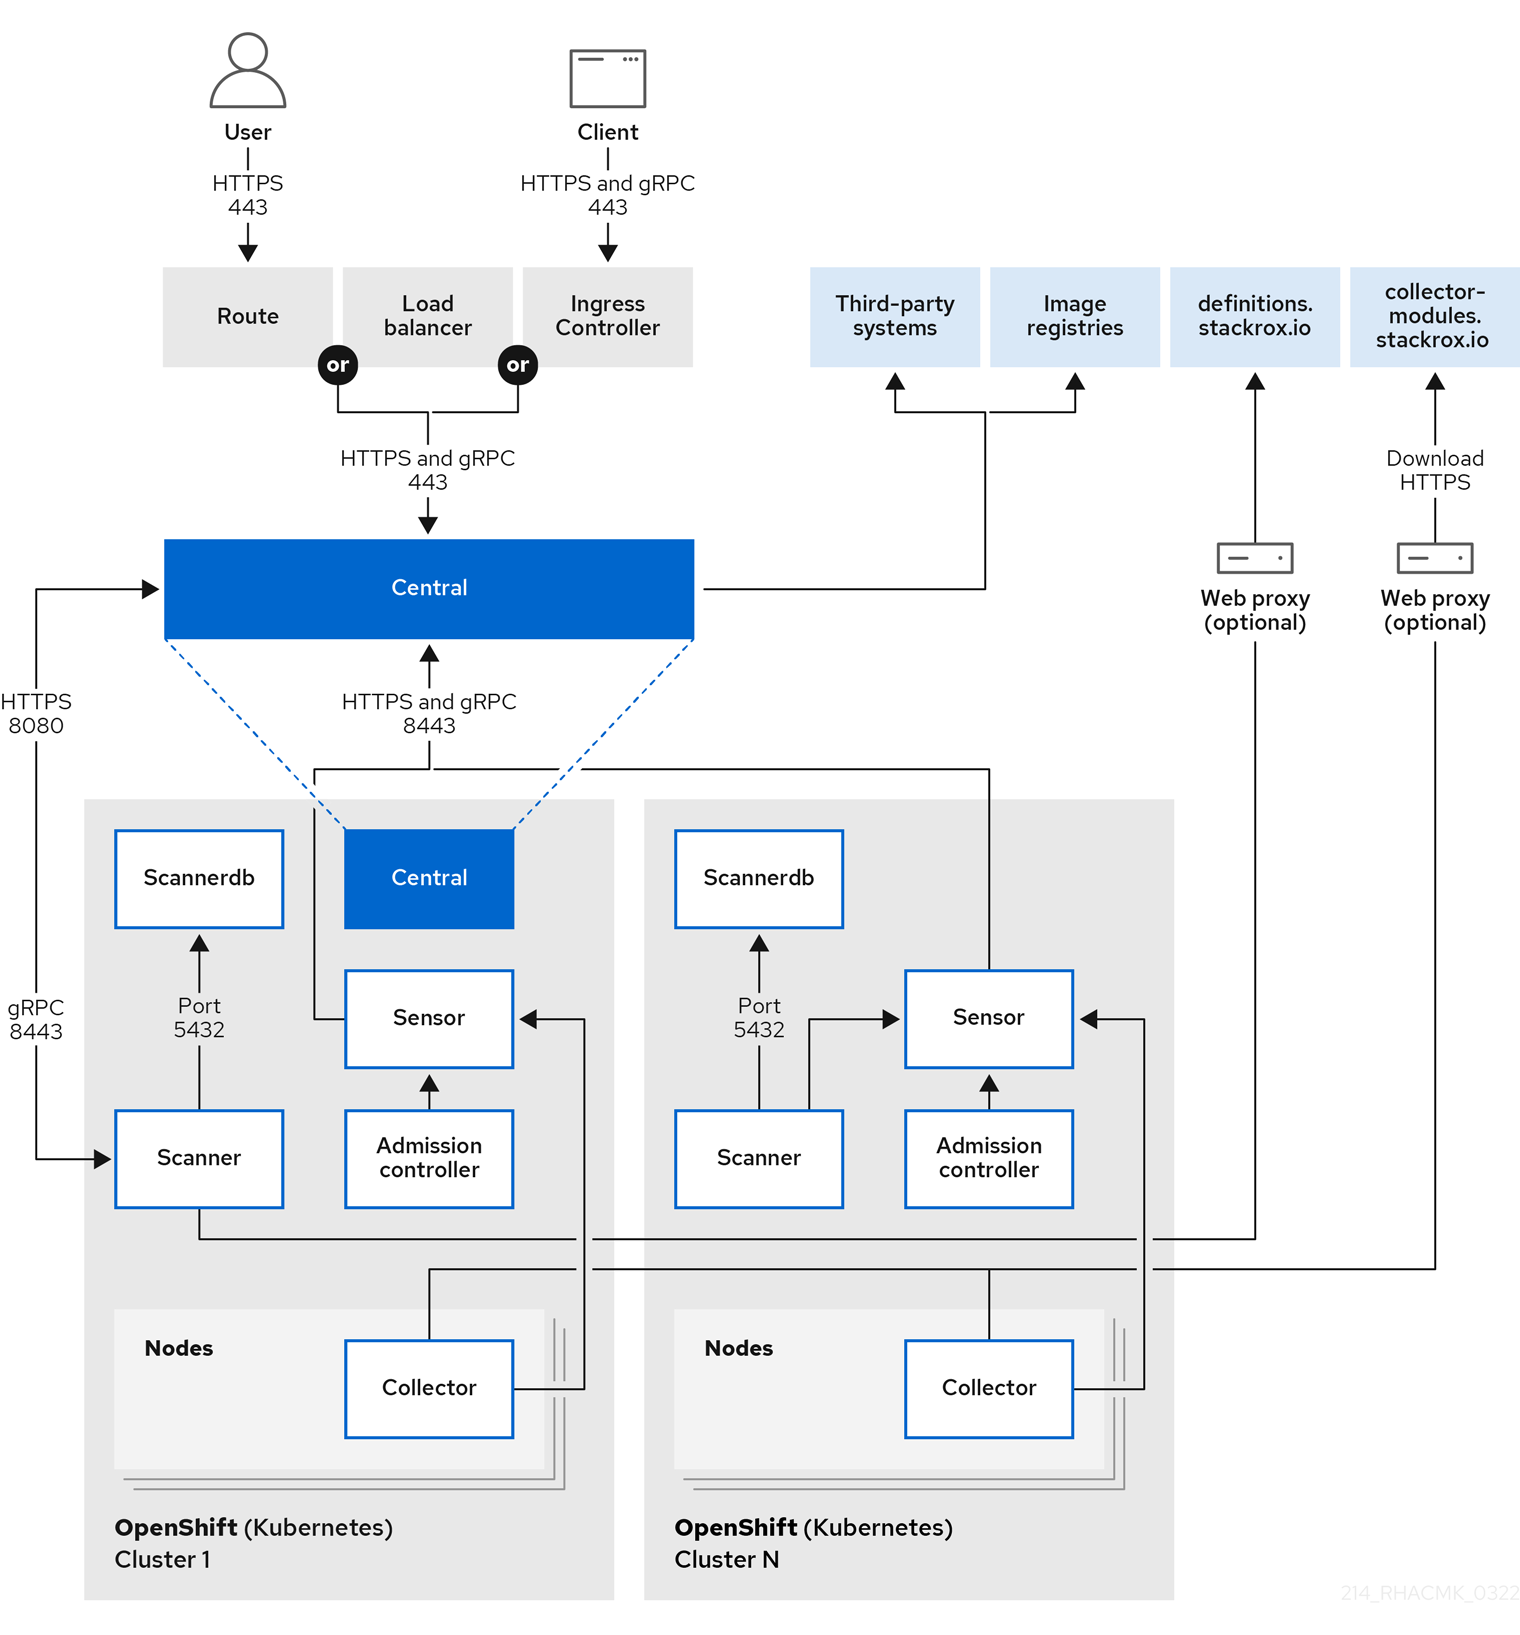 User
Client
HTTPS
443
HTTPS and gRPC
443
Route
Load
balancer
Ingress
Controller
or
or
Third-party
systems
Image
registries
definitions.
stackrox.io
collector-
modules.
stackrox.io
HTTPS and gRPC
443
Download
HTTPS
Central
Web proxy
(optional)
Web proxy
(optional)
HTTPS
8080
HTTPS and gRPC
8443
Scannerdb
Central
Scannerdb
gRPC
8443
Port
5432
Sensor
Port
5432
Sensor
Scanner
Admission
controller
Scanner
Admission
controller
Nodes
Collector
Nodes
Collector
OpenShift (Kubernetes)
Cluster 1
OpenShift (Kubernetes)
Cluster N
214_RHACMK_0322